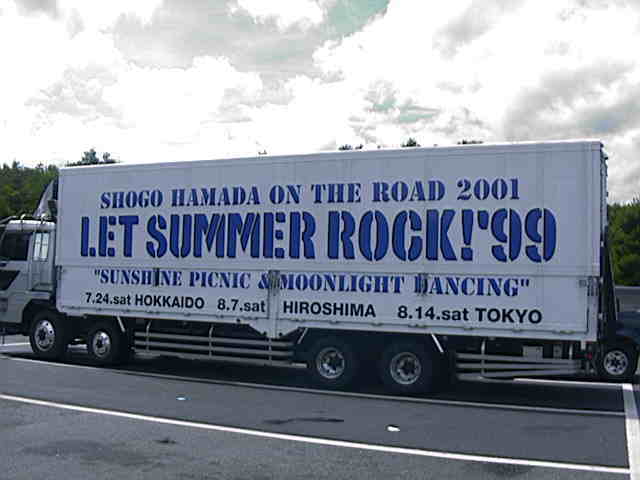 SHOGO HAMADA ON THE ROAD 2001
LET SUMMER ROCK!'99
"SUNSHINE PICNIC & MOONLIGHT DANCING"
7.24.sat HOKKAIDO 8.7.sat HIROSHIMA 8.14.sat TOKYO